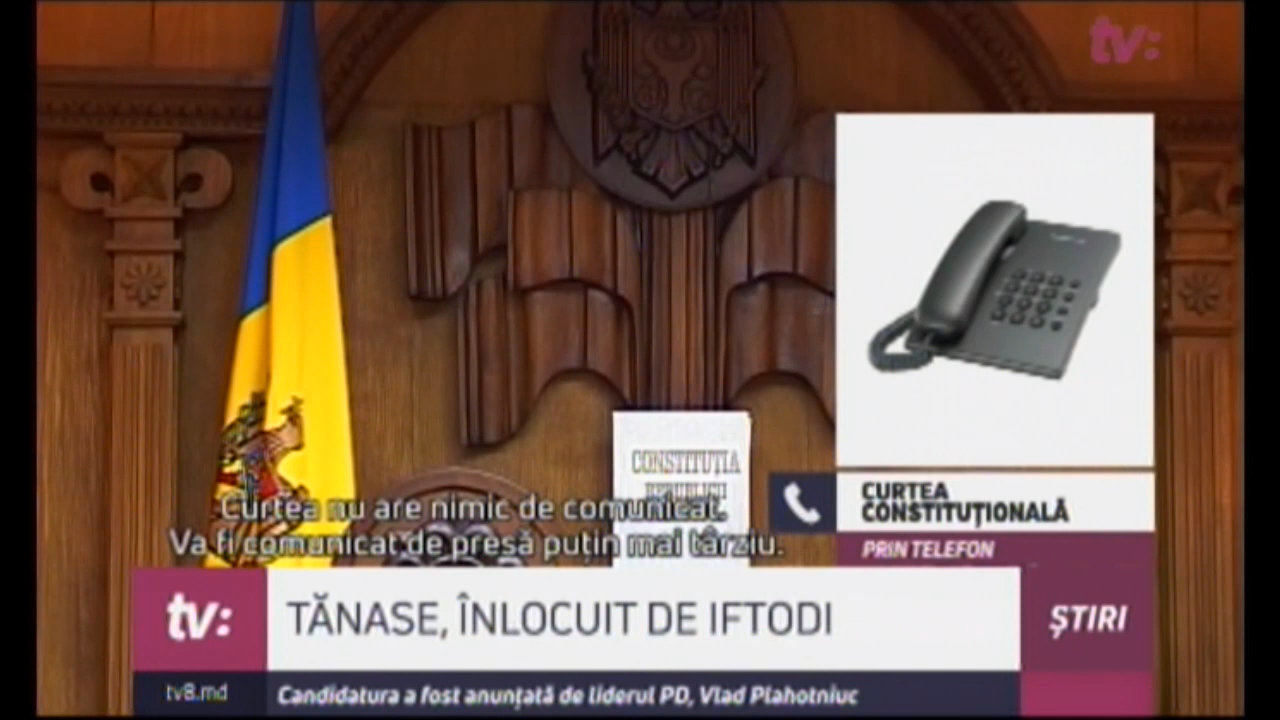 tv:
CONSTITUȚIA
REPUBLICII
Curtea nu are nimic de comunicat.
Va fi comunicat de presă puțin mai târziu.
CURTEA
CONSTITUȚIONALĂ
PRIN TELEFON
tv:
TĂNASE, ÎNLOCUIT DE IFTODI
ȘTIRI
tv8.md
Candidatura a fost anunțată de liderul PD, Vlad Plahotniuc